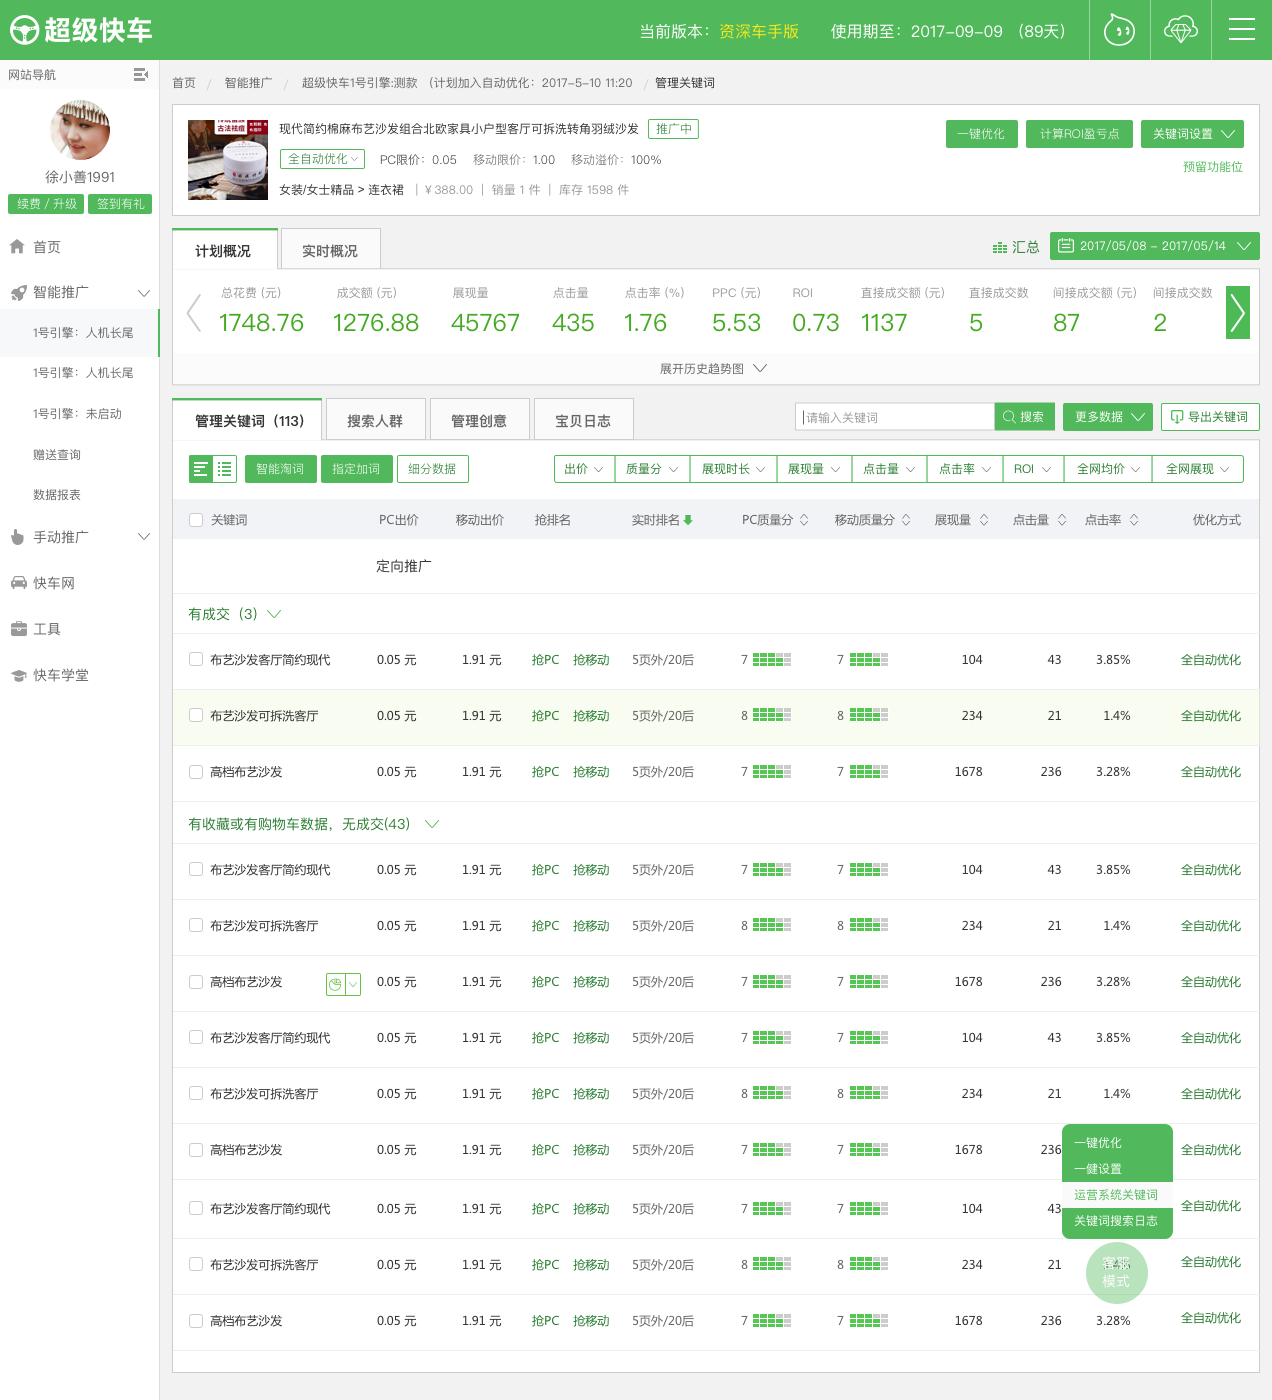 超级快车
当前版本：资深车手版 使用期至：2017-09-09 （89天）
网站导航
徐小善1991
续费 / 升级 签到有礼
首页
智能推广
1号引擎：人机长尾
1号引擎：人机长尾
1号引擎：未启动
赠送查询
数据报表
手动推广
快车网
工具
快车学堂
首页 / 智能推广 / 超级快车1号引擎:测款 （计划加入自动优化：2017-5-10 11:20 / 管理关键词
古法祛痘
现代简约棉麻布艺沙发组合北欧家具小户型客厅可拆洗转角羽绒沙发 推广中
全自动优化 PC限价：0.05 移动限价：1.00 移动溢价：100%
女装/女士精品 > 连衣裙 | ¥ 388.00 | 销量 1 件 | 库存 1598 件
一键优化 计算ROI盈亏点 关键词设置
预留功能位
计划概况 实时概况
汇总 2017/05/08 - 2017/05/14
总花费 (元) 成交额 (元) 展现量 点击量 点击率 (%) PPC (元) ROI 直接成交额 (元) 直接成交数 间接成交额 (元) 间接成交数
1748.76 1276.88 45767 435 1.76 5.53 0.73 1137 5 87 2
展开历史趋势图
管理关键词（113） 搜索人群 管理创意 宝贝日志
请输入关键词 搜索 更多数据 导出关键词
智能淘词 指定加词 细分数据
出价 质量分 展现时长 展现量 点击量 点击率 ROI 全网均价 全网展现
关键词 PC出价 移动出价 抢排名 实时排名 PC质量分 移动质量分 展现量 点击量 点击率 优化方式
定向推广
有成交（3）
布艺沙发客厅简约现代 0.05 元 1.91 元 抢PC 抢移动 5页外/20后 7 7 104 43 3.85% 全自动优化
布艺沙发可拆洗客厅 0.05 元 1.91 元 抢PC 抢移动 5页外/20后 8 8 234 21 1.4% 全自动优化
高档布艺沙发 0.05 元 1.91 元 抢PC 抢移动 5页外/20后 7 7 1678 236 3.28% 全自动优化
有收藏或有购物车数据，无成交(43)
布艺沙发客厅简约现代 0.05 元 1.91 元 抢PC 抢移动 5页外/20后 7 7 104 43 3.85% 全自动优化
布艺沙发可拆洗客厅 0.05 元 1.91 元 抢PC 抢移动 5页外/20后 8 8 234 21 1.4% 全自动优化
高档布艺沙发 0.05 元 1.91 元 抢PC 抢移动 5页外/20后 7 7 1678 236 3.28% 全自动优化
布艺沙发客厅简约现代 0.05 元 1.91 元 抢PC 抢移动 5页外/20后 7 7 104 43 3.85% 全自动优化
布艺沙发可拆洗客厅 0.05 元 1.91 元 抢PC 抢移动 5页外/20后 8 8 234 21 1.4% 全自动优化
高档布艺沙发 0.05 元 1.91 元 抢PC 抢移动 5页外/20后 7 7 1678 236 全自动优化
布艺沙发客厅简约现代 0.05 元 1.91 元 抢PC 抢移动 5页外/20后 7 7 104 43 全自动优化
布艺沙发可拆洗客厅 0.05 元 1.91 元 抢PC 抢移动 5页外/20后 8 8 234 21 全自动优化
高档布艺沙发 0.05 元 1.91 元 抢PC 抢移动 5页外/20后 7 7 1678 236 3.28% 全自动优化
一键优化
一健设置
运营系统关键词
关键词搜索日志
客服
模式